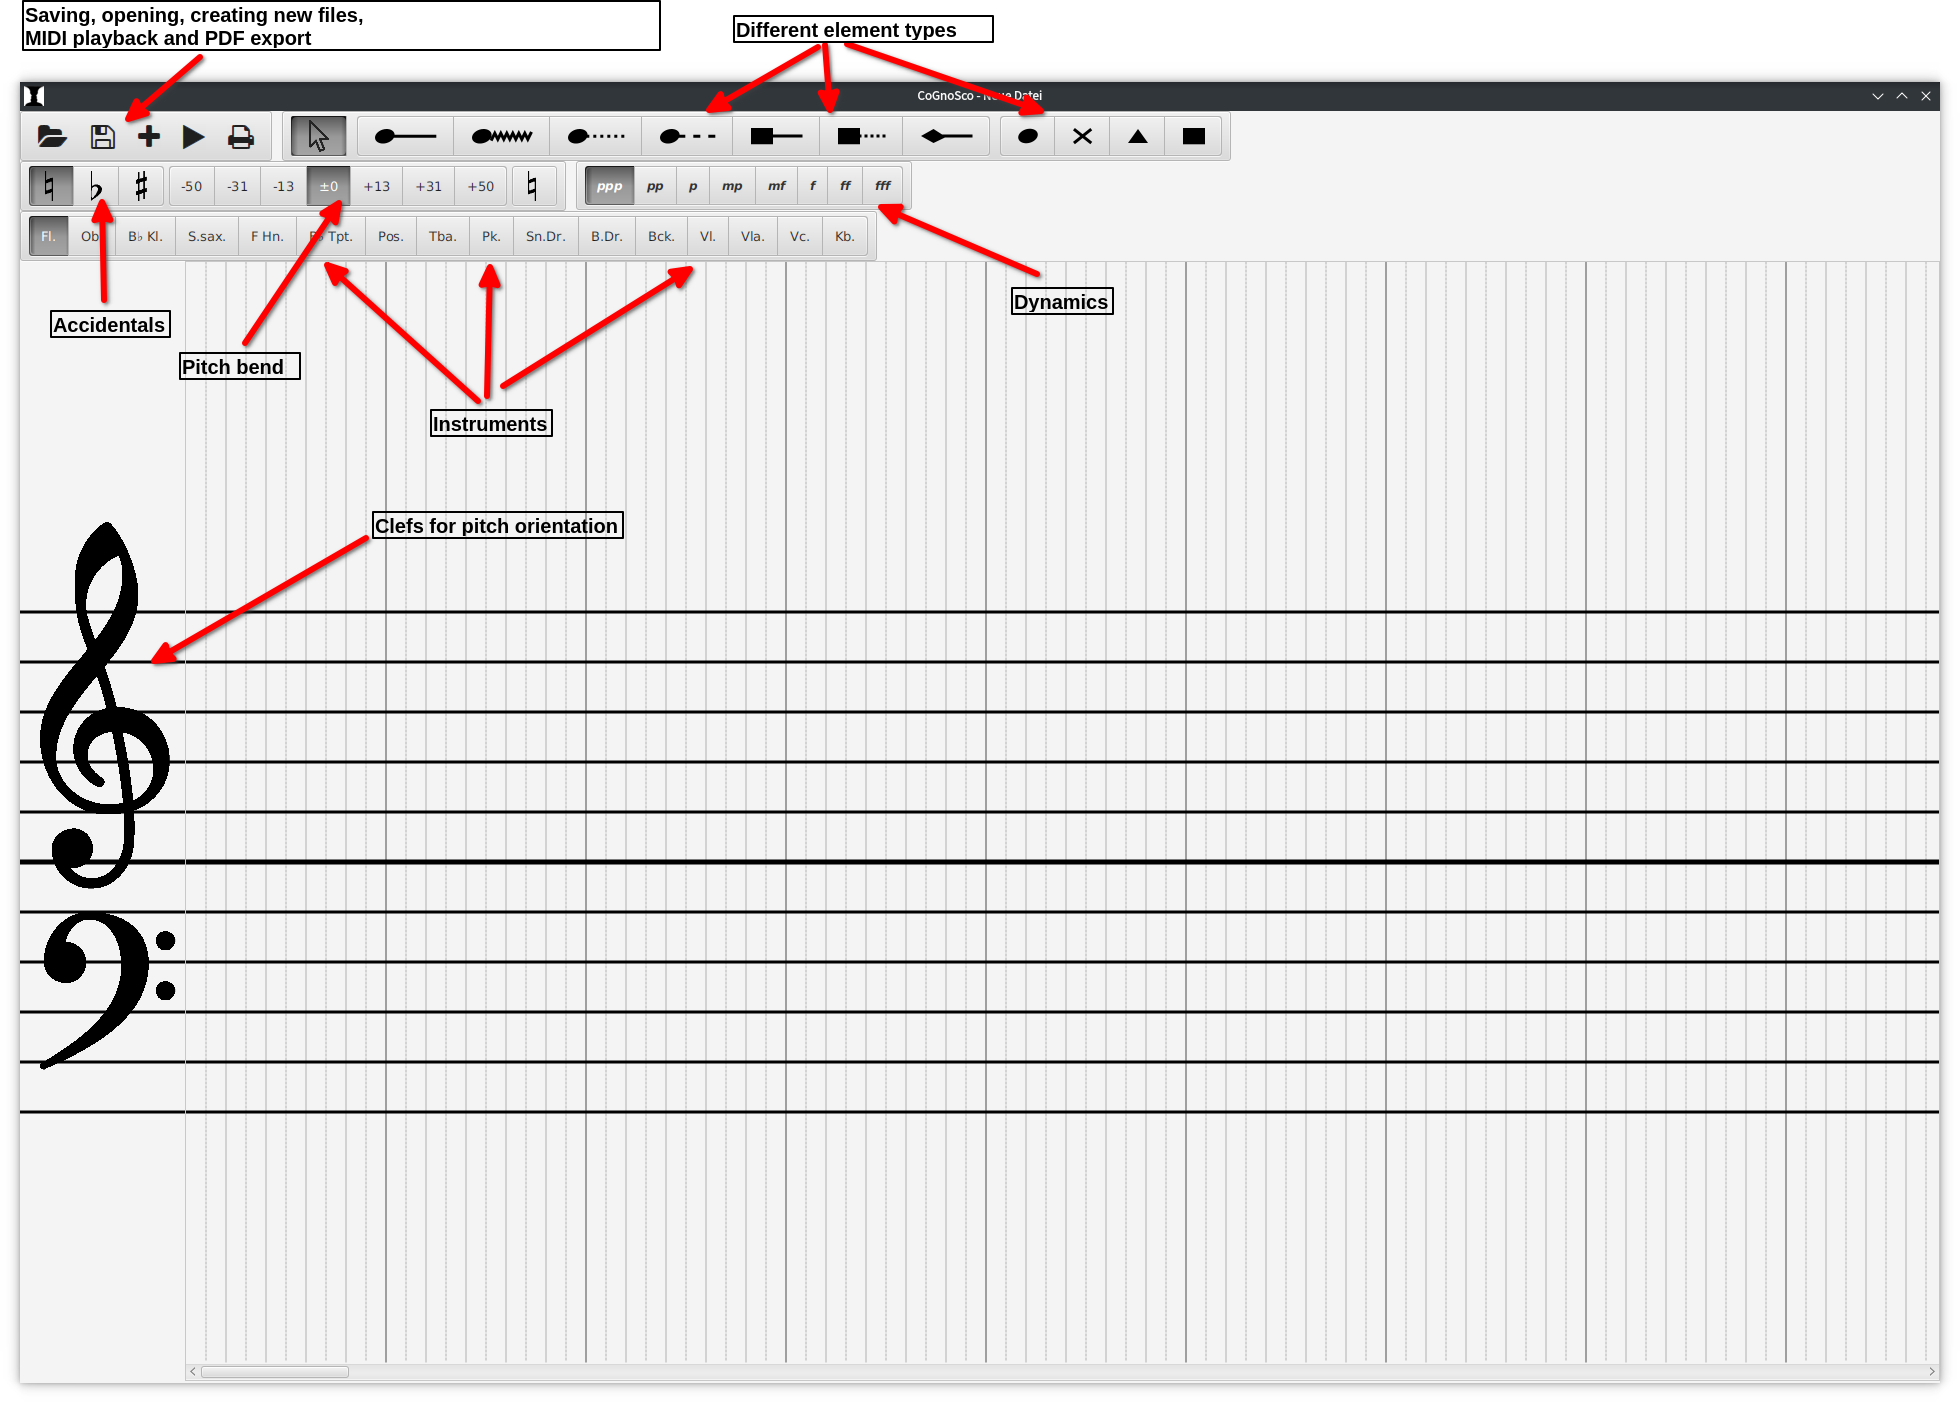 Saving, opening, creating new files,
MIDI playback and PDF export
Different element types
CoGnoSco - Neue Datei
-50 -31 -13 ±0 +13 +31 +50
ppp pp p mp mf f ff fff
Fl. Ob. B♭ Kl. S.sax. F Hn. B♭ Tpt. Pos. Tba. Pk. Sn.Dr. B.Dr. Bck. Vl. Vla. Vc. Kb.
Accidentals
Dynamics
Pitch bend
Instruments
Clefs for pitch orientation